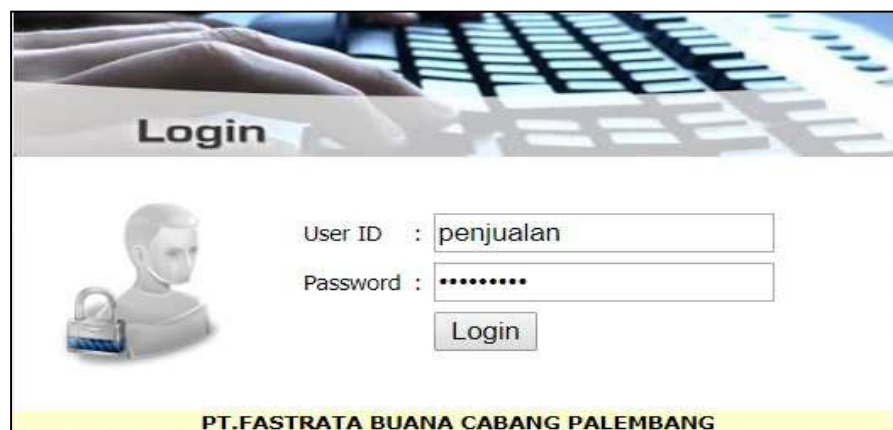 Login
User ID : penjualan
Password : •••••••••
Login
PT.FASTRATA BUANA CABANG PALEMBANG